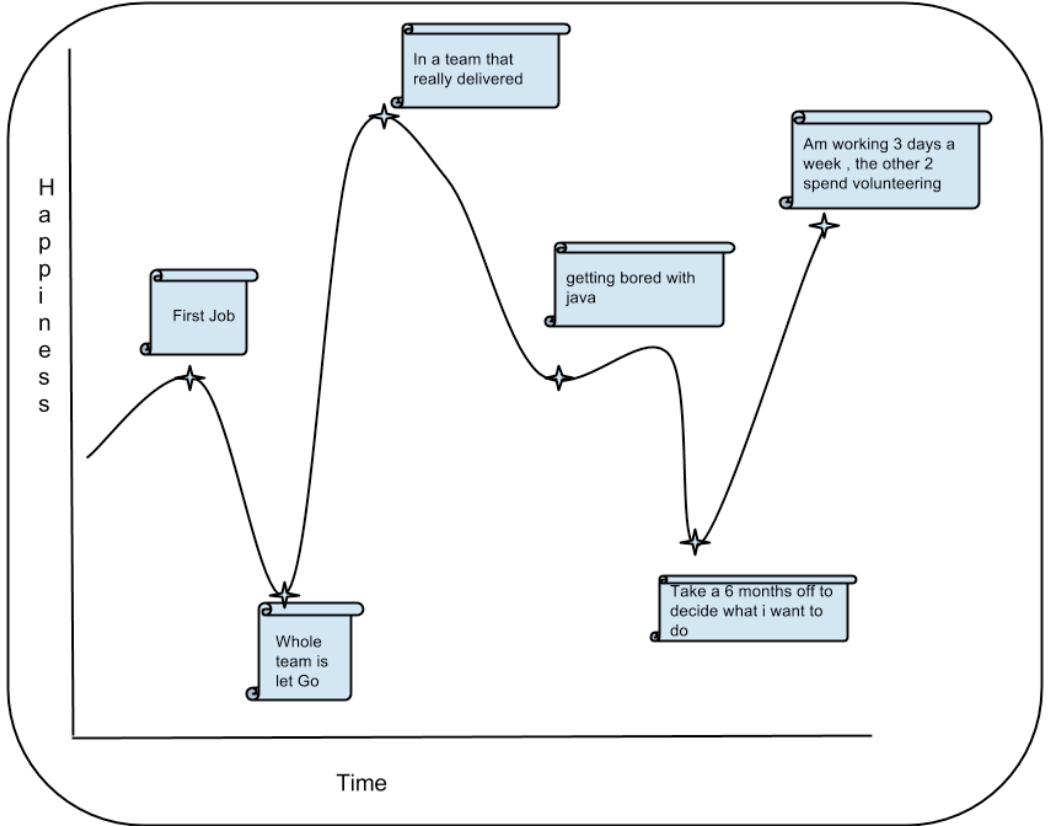 In a team that
really delivered
Am working 3 days a
week , the other 2
spend volunteering
Happiness
getting bored with
java
First Job
Take a 6 months off to
decide what i want to
do
Whole
team is
let Go
Time